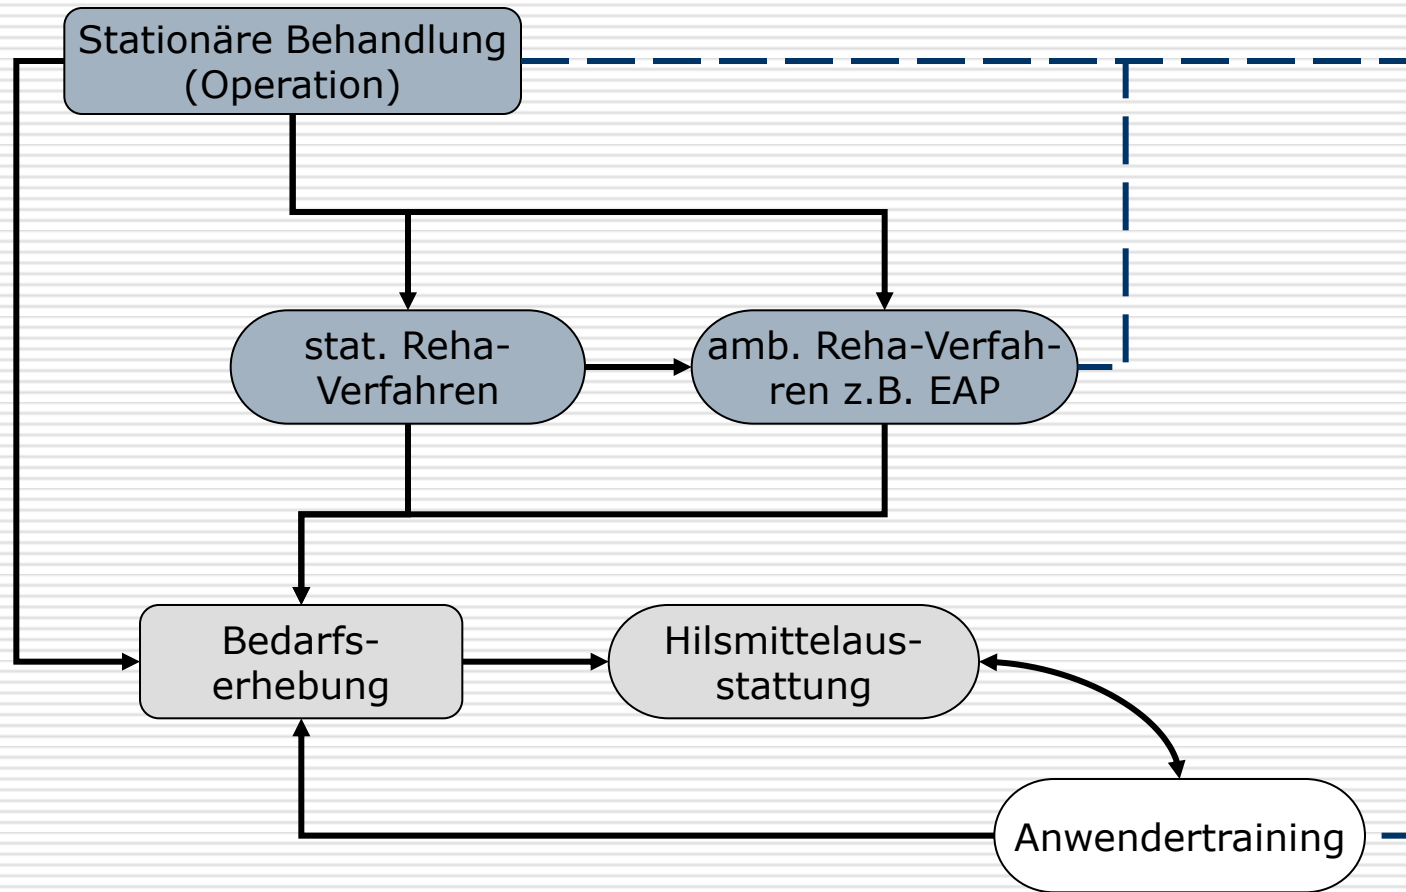 Stationäre Behandlung
(Operation)
stat. Reha-
Verfahren
amb. Reha-Verfah-
ren z.B. EAP
Bedarfs-
erhebung
Hilsmittelaus-
stattung
Anwendertraining